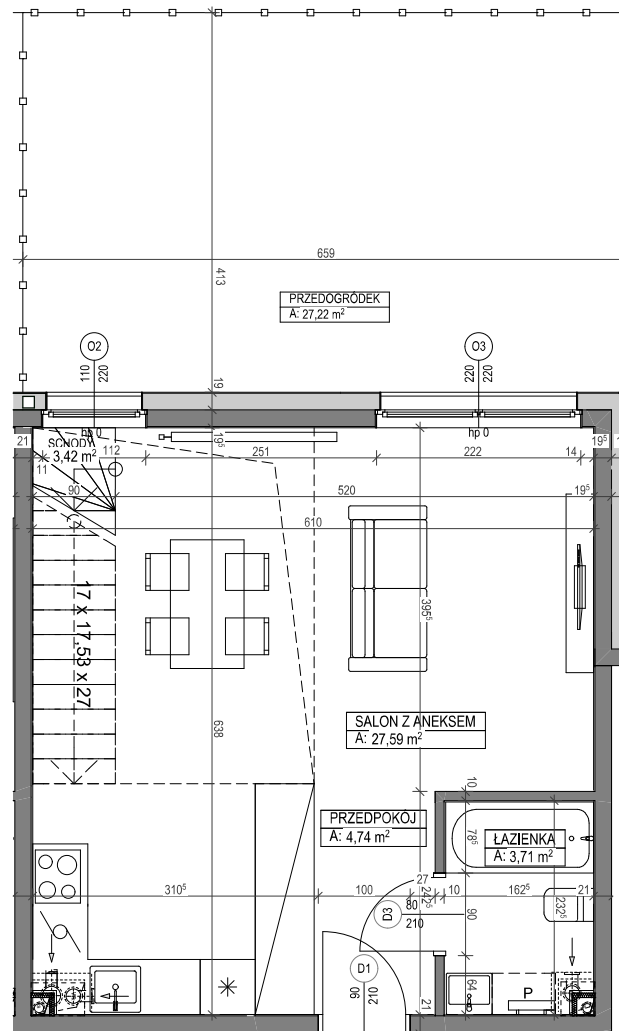 659
413
PRZEDOGRÓDEK
A: 27,22 m²
O2
110
220
O3
220
220
19
hp 0
hp 0
21
SCHODY
3,42 m²
19⁵
19⁵
11
112
251
222
14
90
520
19⁵
610
17 x 17,53 x 27
395⁵
638
SALON Z ANEKSEM
A: 27,59 m²
10
PRZEDPOKÓJ
A: 4,74 m²
78⁵
ŁAZIENKA
A: 3,71 m²
310⁵
100
27
242⁵
10
162⁵
21
232⁵
D3
80
210
90
D1
90
210
21
64
P